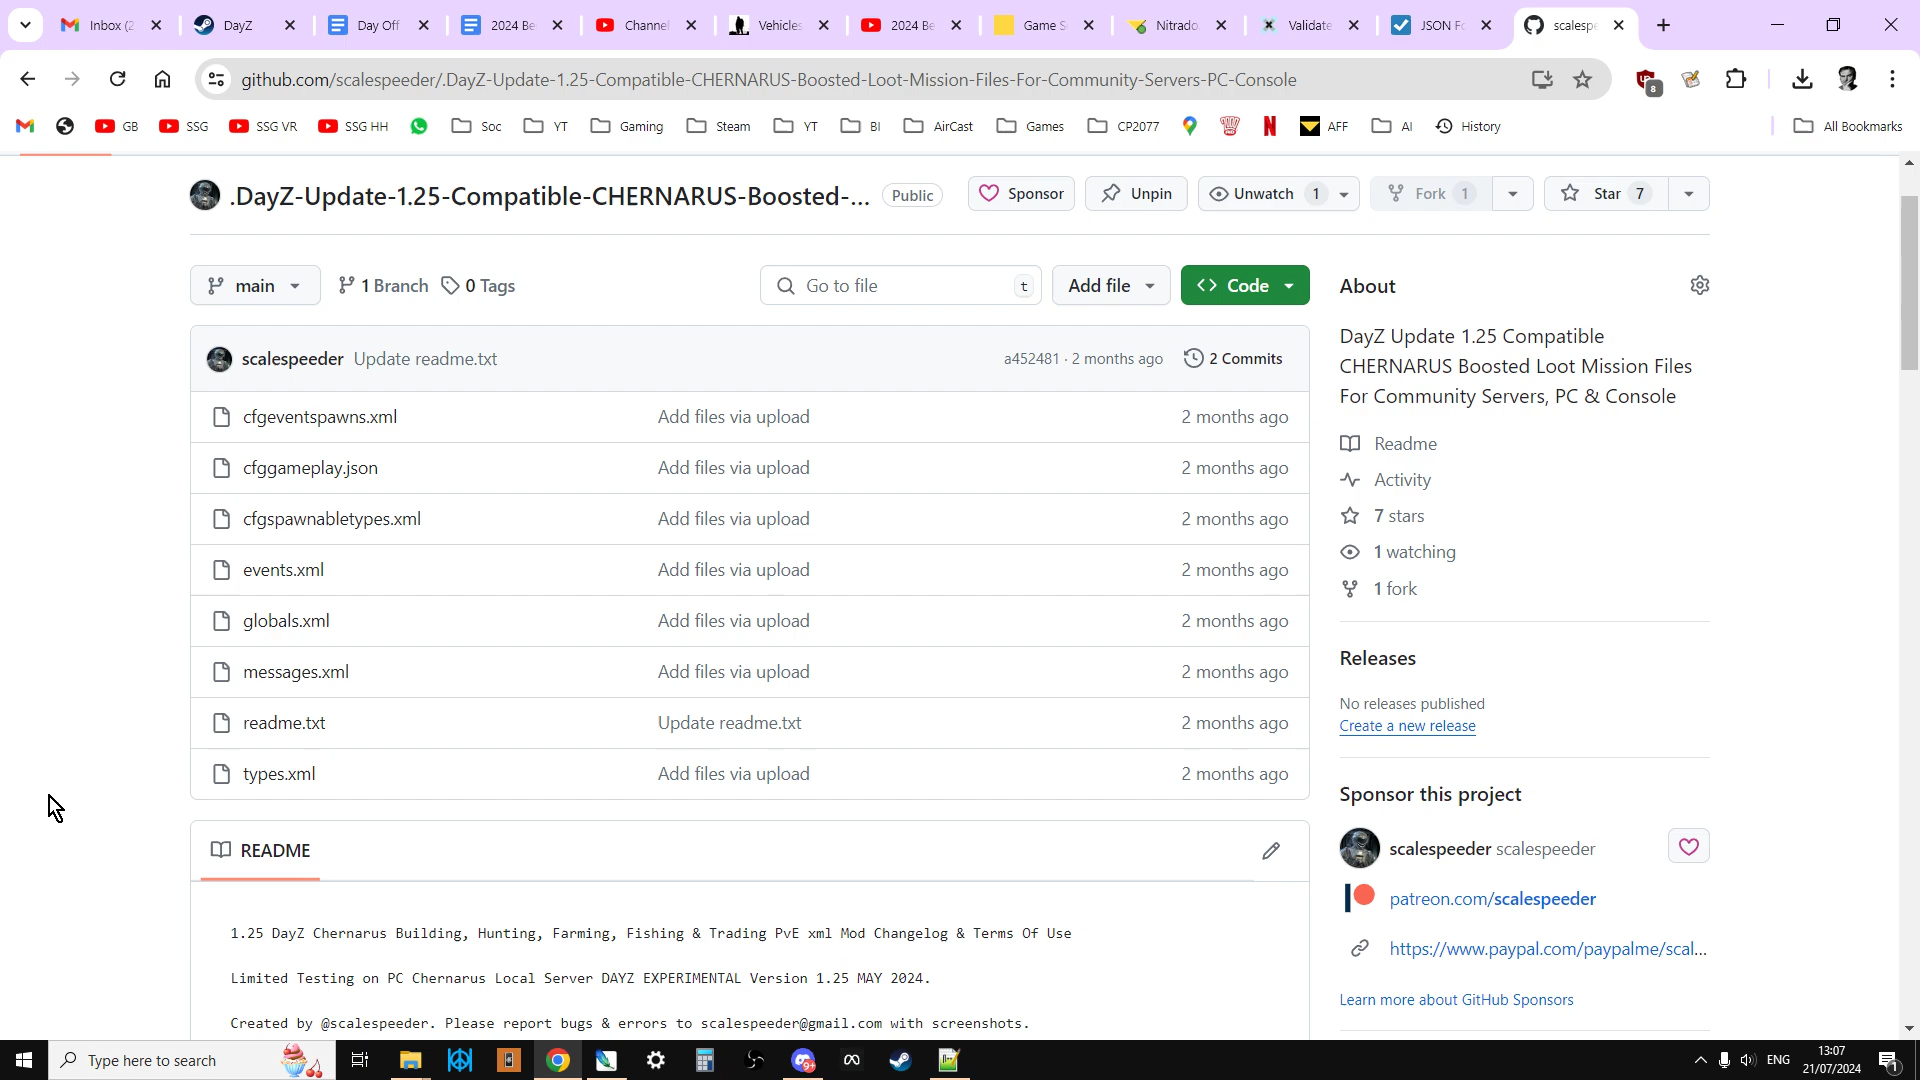 Inbox (2
DayZ
Day Off
2024 Be
Channel
Vehicles
2024 Be
Game S
Nitrado
Validate
JSON Fo
scalespe
github.com/scalespeeder/.DayZ-Update-1.25-Compatible-CHERNARUS-Boosted-Loot-Mission-Files-For-Community-Servers-PC-Console
8
GB
SSG
SSG VR
SSG HH
Soc
YT
Gaming
Steam
YT
BI
AirCast
Games
CP2077
AFF
AI
History
All Bookmarks
.DayZ-Update-1.25-Compatible-CHERNARUS-Boosted-...
Public
Sponsor
Unpin
Unwatch 1
Fork 1
Star 7
main
1 Branch
0 Tags
Go to file
t
Add file
Code
About
scalespeeder Update readme.txt
a452481 · 2 months ago
2 Commits
cfgeventspawns.xml Add files via upload 2 months ago
cfggameplay.json Add files via upload 2 months ago
cfgspawnabletypes.xml Add files via upload 2 months ago
events.xml Add files via upload 2 months ago
globals.xml Add files via upload 2 months ago
messages.xml Add files via upload 2 months ago
readme.txt Update readme.txt 2 months ago
types.xml Add files via upload 2 months ago
DayZ Update 1.25 Compatible
CHERNARUS Boosted Loot Mission Files
For Community Servers, PC & Console
Readme
Activity
7 stars
1 watching
1 fork
Releases
No releases published
Create a new release
Sponsor this project
scalespeeder scalespeeder
patreon.com/scalespeeder
https://www.paypal.com/paypalme/scal...
Learn more about GitHub Sponsors
README
1.25 DayZ Chernarus Building, Hunting, Farming, Fishing & Trading PvE xml Mod Changelog & Terms Of Use
Limited Testing on PC Chernarus Local Server DAYZ EXPERIMENTAL Version 1.25 MAY 2024.
Created by @scalespeeder. Please report bugs & errors to scalespeeder@gmail.com with screenshots.
Type here to search
9+
ENG
13:07
21/07/2024
1